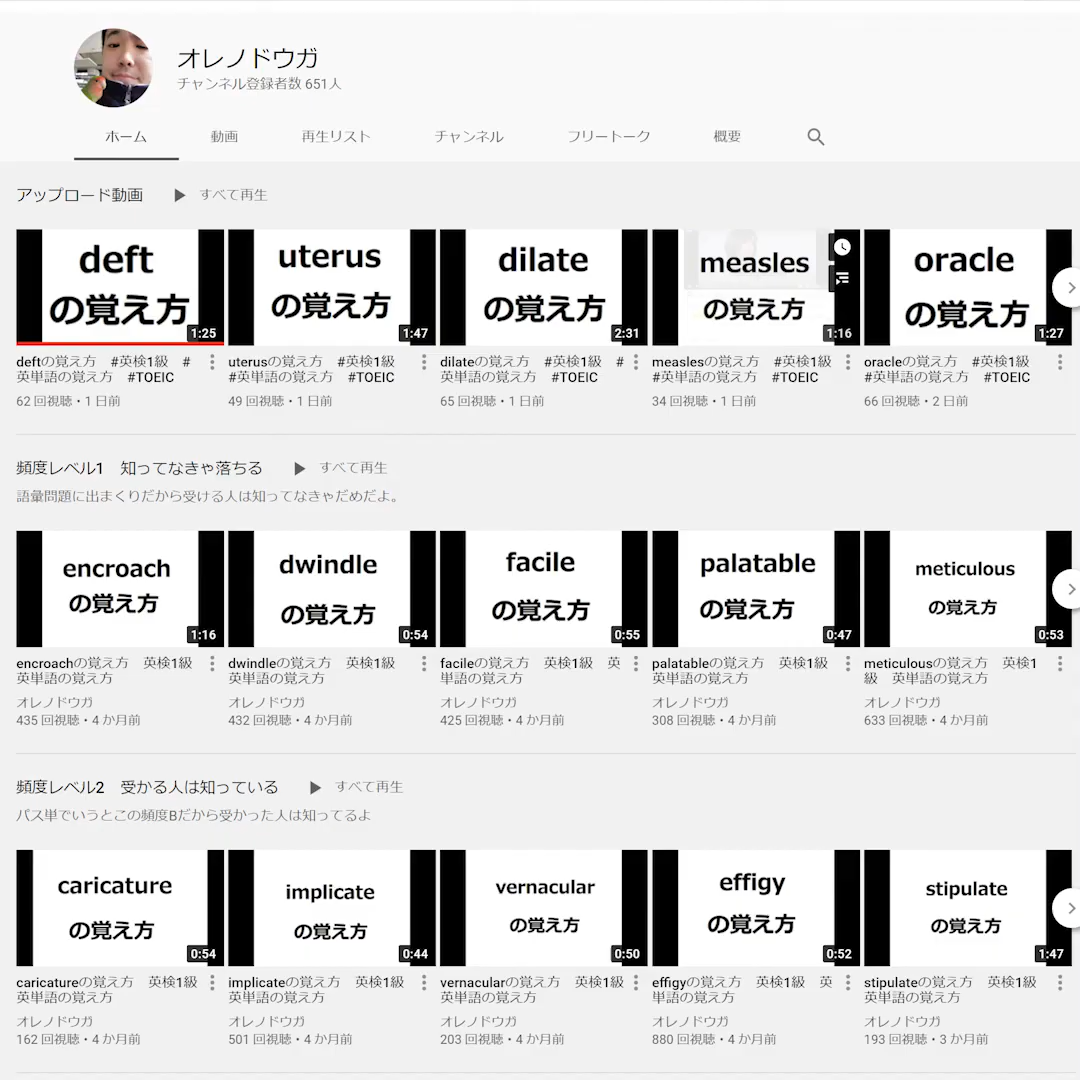 オレノドウガ
チャンネル登録者数 651人
ホーム 動画 再生リスト チャンネル フリートーク 概要
アップロード動画 すべて再生
deft
の覚え方
1:25
uterus
の覚え方
1:47
dilate
の覚え方
2:31
measles
の覚え方
1:16
oracle
の覚え方
1:27
deftの覚え方 #英検1級 #
英単語の覚え方 #TOEIC
62 回視聴・1 日前
uterusの覚え方 #英検1級
#英単語の覚え方 #TOEIC
49 回視聴・1 日前
dilateの覚え方 #英検1級 #
英単語の覚え方 #TOEIC
65 回視聴・1 日前
measlesの覚え方 #英検1級
#英単語の覚え方 #TOEIC
34 回視聴・1 日前
oracleの覚え方 #英検1級
#英単語の覚え方 #TOEIC
66 回視聴・2 日前
頻度レベル1 知ってなきゃ落ちる すべて再生
語彙問題に出まくりだから受ける人は知ってなきゃだめだよ。
encroach
の覚え方
1:16
dwindle
の覚え方
0:54
facile
の覚え方
0:55
palatable
の覚え方
0:47
meticulous
の覚え方
0:53
encroachの覚え方 英検1級
英単語の覚え方
オレノドウガ
435 回視聴・4 か月前
dwindleの覚え方 英検1級
英単語の覚え方
オレノドウガ
432 回視聴・4 か月前
facileの覚え方 英検1級 英
単語の覚え方
オレノドウガ
425 回視聴・4 か月前
palatableの覚え方 英検1級
英単語の覚え方
オレノドウガ
308 回視聴・4 か月前
meticulousの覚え方 英検1
級 英単語の覚え方
オレノドウガ
633 回視聴・4 か月前
頻度レベル2 受かる人は知っている すべて再生
パス単でいうとこの頻度Bだから受かった人は知ってるよ
caricature
の覚え方
0:54
implicate
の覚え方
0:44
vernacular
の覚え方
0:50
effigy
の覚え方
0:52
stipulate
の覚え方
1:47
caricatureの覚え方 英検1級
英単語の覚え方
オレノドウガ
162 回視聴・4 か月前
implicateの覚え方 英検1級
英単語の覚え方
オレノドウガ
501 回視聴・4 か月前
vernacularの覚え方 英検1級
英単語の覚え方
オレノドウガ
203 回視聴・4 か月前
effigyの覚え方 英検1級 英
単語の覚え方
オレノドウガ
880 回視聴・4 か月前
stipulateの覚え方 英検1級
英単語の覚え方
オレノドウガ
193 回視聴・3 か月前